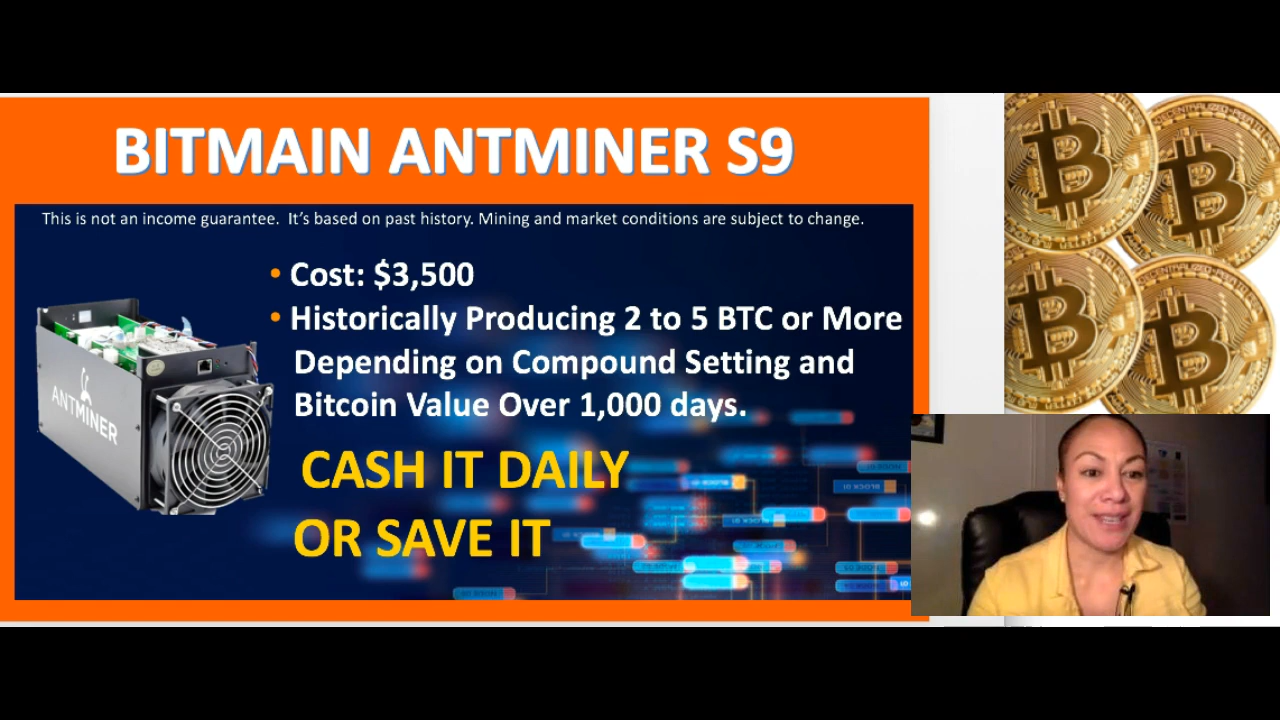 BITMAIN ANTMINER S9
This is not an income guarantee. It's based on past history. Mining and market conditions are subject to change.
• Cost: $3,500
• Historically Producing 2 to 5 BTC or More
Depending on Compound Setting and
Bitcoin Value Over 1,000 days.
CASH IT DAILY
OR SAVE IT
ANTMINER